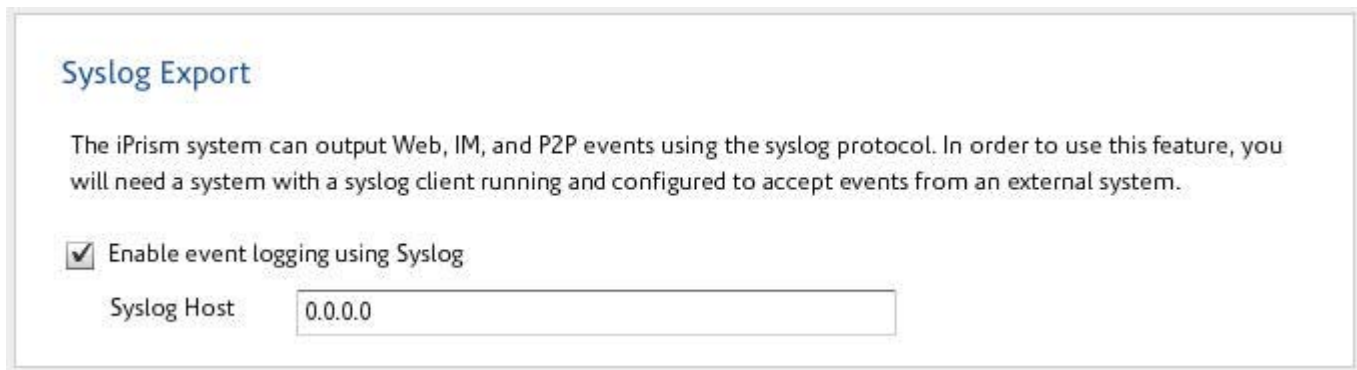 Syslog Export
The iPrism system can output Web, IM, and P2P events using the syslog protocol. In order to use this feature, you
will need a system with a syslog client running and configured to accept events from an external system.
Enable event logging using Syslog
Syslog Host 0.0.0.0